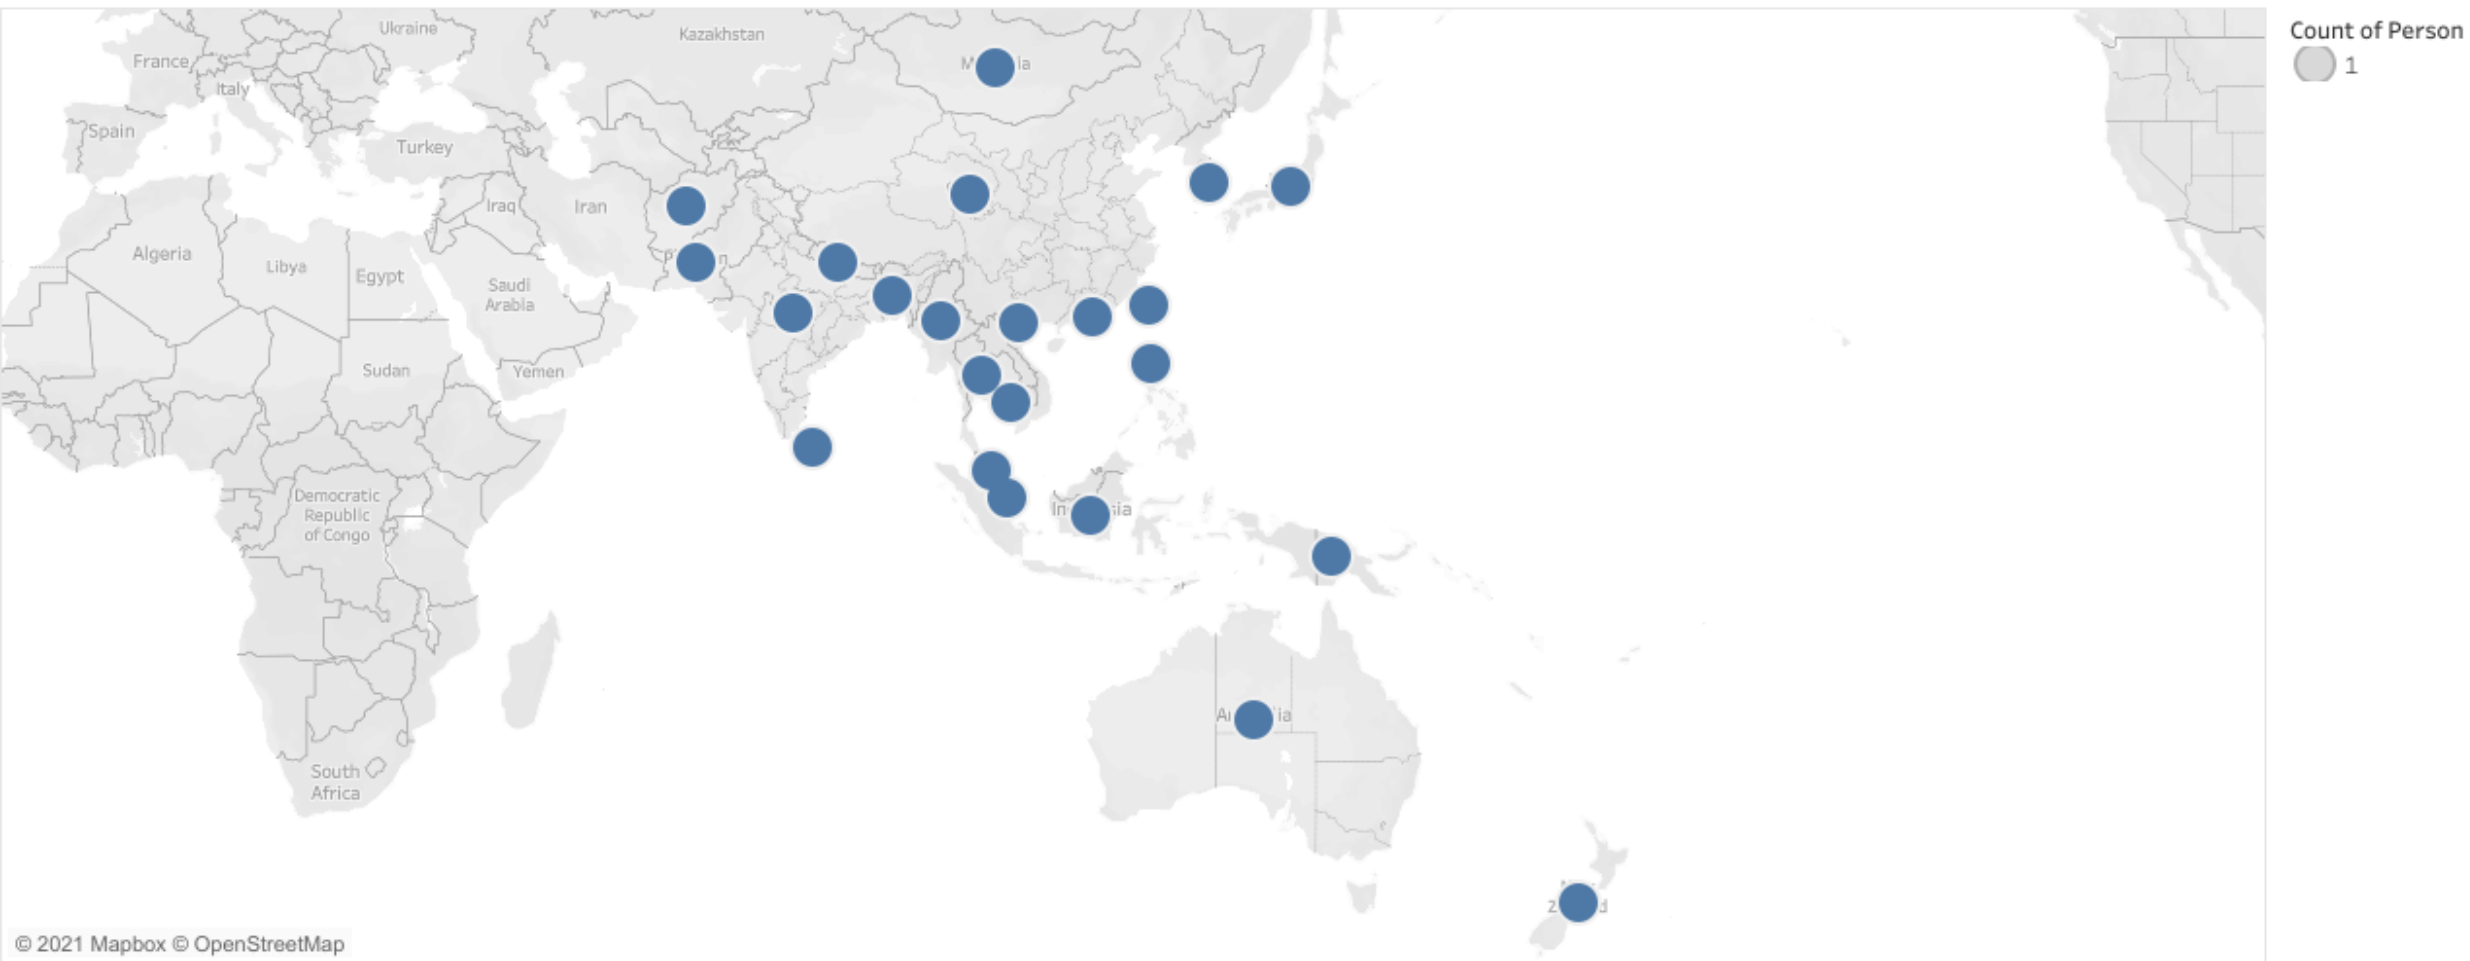 Count of Person
1
Ukraine
Kazakhstan
France
Italy
Spain
Turkey
Iraq
Iran
Algeria
Libya
Egypt
Saudi
Arabia
Sudan
Yemen
Democratic
Republic
of Congo
South
Africa
© 2021 Mapbox © OpenStreetMap